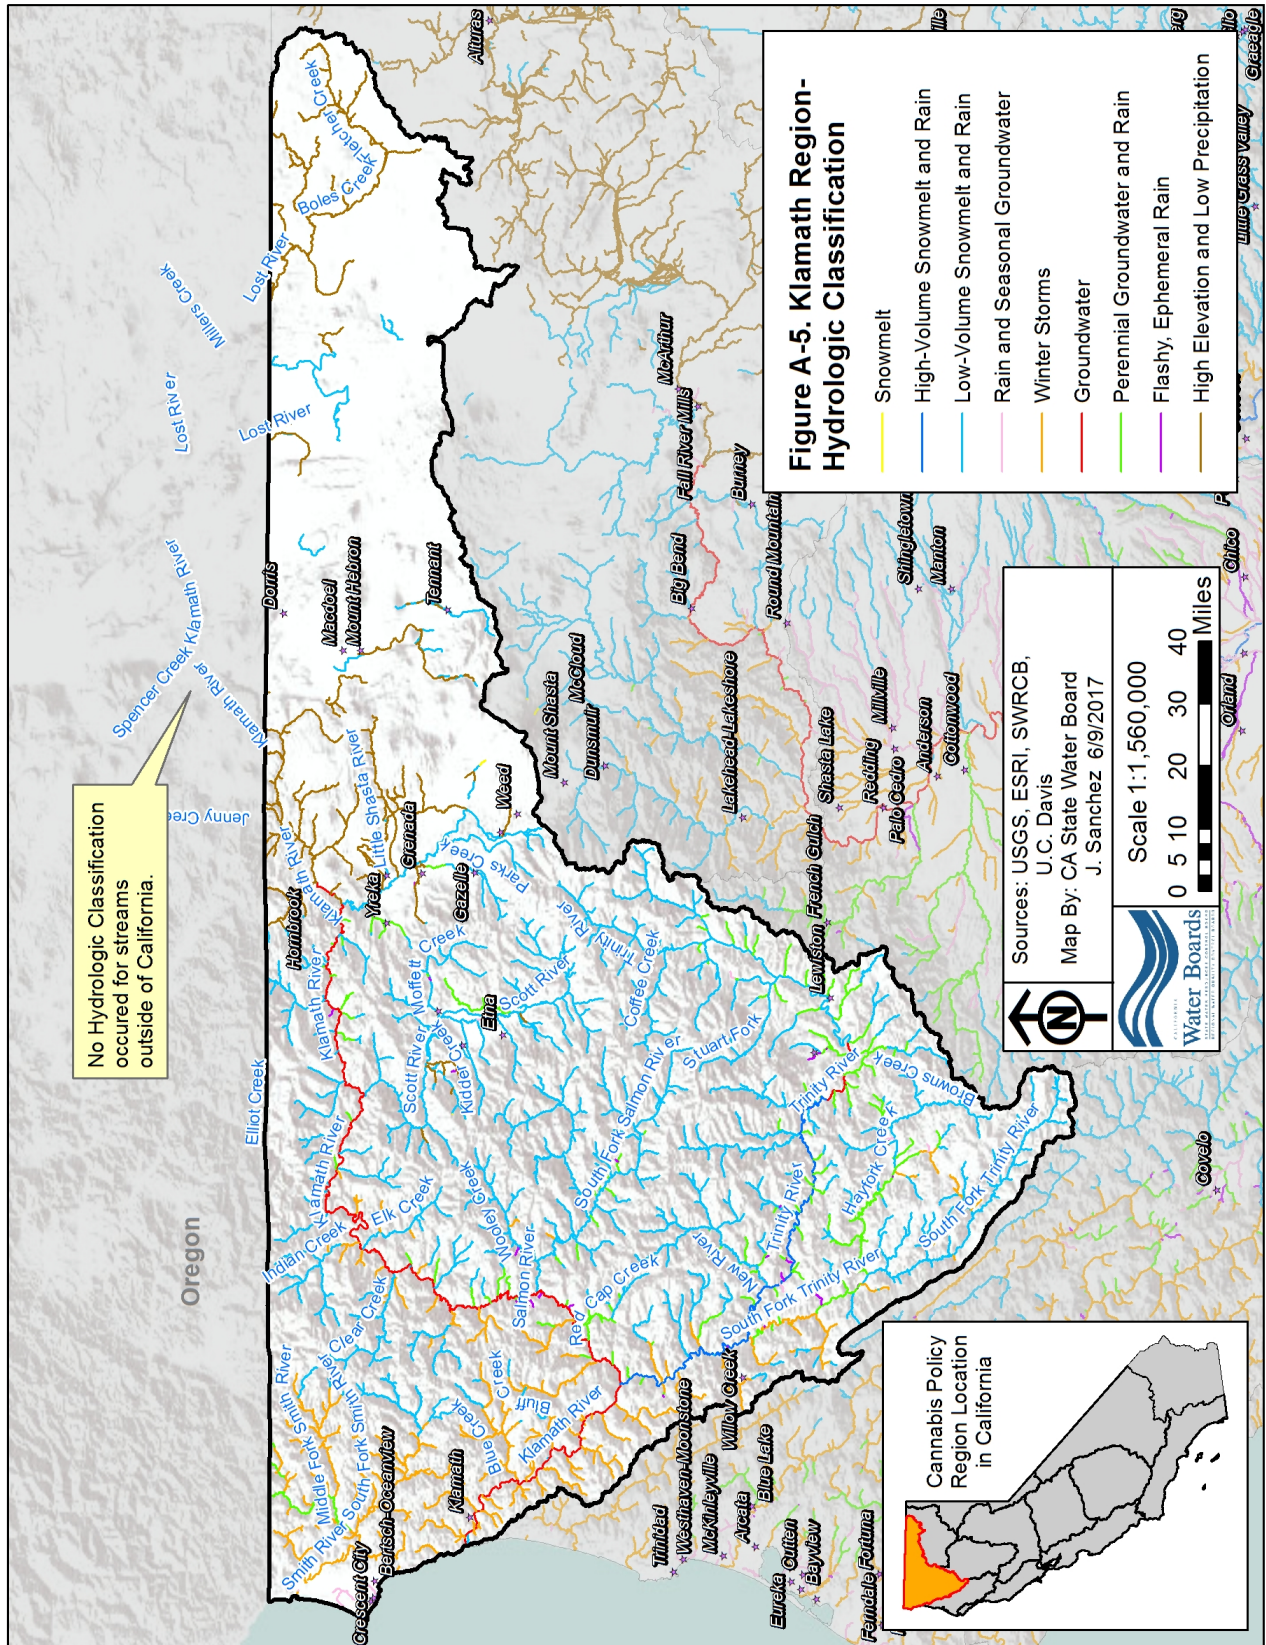 Figure A-5. Klamath Region-
Hydrologic Classification
Snowmelt
High-Volume Snowmelt and Rain
Low-Volume Snowmelt and Rain
Rain and Seasonal Groundwater
Winter Storms
Groundwater
Perennial Groundwater and Rain
Flashy, Ephemeral Rain
High Elevation and Low Precipitation
No Hydrologic Classification
occured for streams
outside of California.
Oregon
Elliot Creek
Jenny Cree
Spencer Creek
Klamath River
Klamath River
Klamath River
Lost River
Millers Creek
Lost River
Lost River
Boles Creek
Fletcher Creek
Alturas
Dorris
Macdoel
Mount Hebron
Tennant
Hornbrook
Klamath River
Klamath River
Yreka
Little Shasta River
Grenada
Gazelle
Weed
Parks Creek
Mount Shasta
McCloud
Dunsmuir
Klamath River
Moffett Creek
Scott River
Etna
Scott River
Kidder Creek
Trinity River
Coffee Creek
Stuart Fork
South Fork Salmon River
Klamath River
Indian Creek
Elk Creek
Wooley Creek
Salmon River
Clear Creek
Red Cap Creek
Middle Fork Smith River
Smith River
South Fork Smith River
Crescent City
Bertsch-Oceanview
Klamath
Blue Creek
Bluff Creek
Klamath River
New River
Trinity River
Trinity River
Hayfork Creek
Browns Creek
South Fork Trinity River
South Fork Trinity River
Trinidad
Westhaven-Moonstone
McKinleyville
Willow Creek
Arcata
Blue Lake
Eureka
Cutten
Bayview
Ferndale
Fortuna
Lewiston
French Gulch
Shasta Lake
Lakehead-Lakeshore
Redding
Palo Cedro
Millville
Anderson
Cottonwood
Big Bend
Round Mountain
Burney
Fall River Mills
McArthur
Shingletown
Manton
Chico
Orland
Covelo
Little Grass Valley
Graeagle
Sources: USGS, ESRI, SWRCB,
U.C. Davis
Map By: CA State Water Board
J. Sanchez 6/9/2017
N
Scale 1:1,560,000
0 5 10 20 30 40
Miles
CALIFORNIA
Water Boards
Cannabis Policy
Region Location
in California